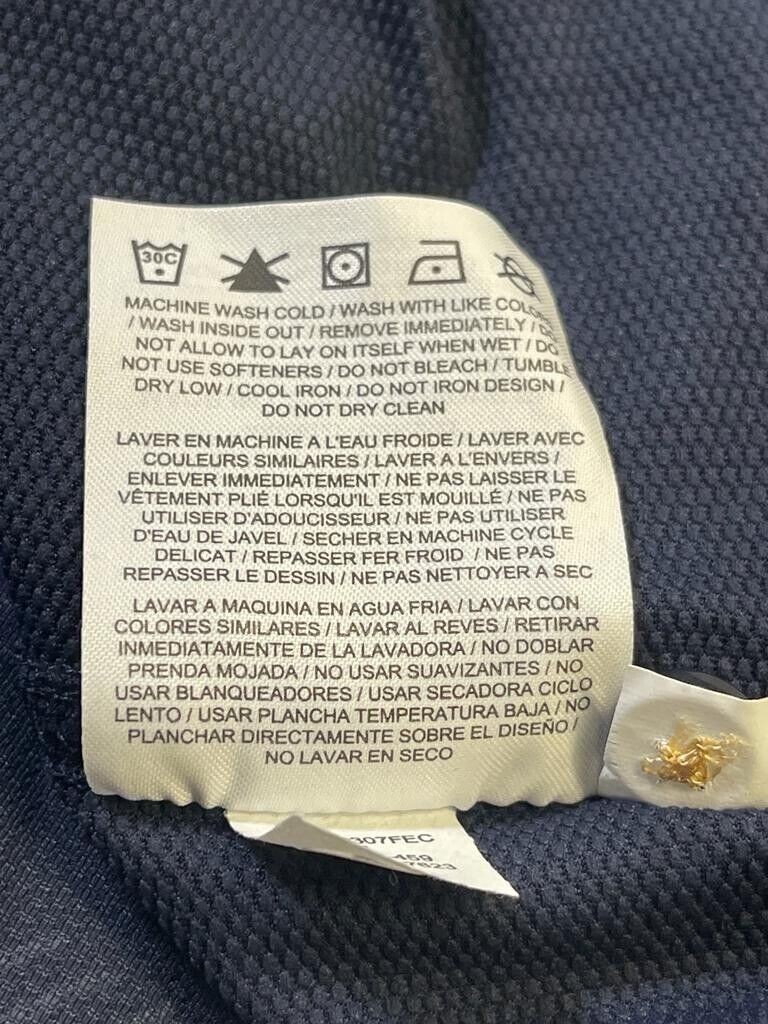 30C
MACHINE WASH COLD / WASH WITH LIKE
/ WASH INSIDE OUT / REMOVE IMMEDIATELY / DO
NOT ALLOW TO LAY ON ITSELF WHEN WET / DO
NOT USE SOFTENERS / DO NOT BLEACH / TUMBLE
DRY LOW / COOL IRON / DO NOT IRON DESIGN /
DO NOT DRY CLEAN
LAVER EN MACHINE A L'EAU FROIDE / LAVER AVEC
COULEURS SIMILAIRES / LAVER A L'ENVERS /
ENLEVER IMMEDIATEMENT / NE PAS LAISSER LE
VÊTEMENT PLIÉ LORSQU'IL EST MOUILLÉ / NE PAS
UTILISER D'ADOUCISSEUR / NE PAS UTILISER
D'EAU DE JAVEL / SECHER EN MACHINE CYCLE
DELICAT / REPASSER FER FROID / NE PAS
REPASSER LE DESSIN / NE PAS NETTOYER A SEC
LAVAR A MAQUINA EN AGUA FRIA / LAVAR CON
COLORES SIMILARES / LAVAR AL REVES / RETIRAR
INMEDIATAMENTE DE LA LAVADORA / NO DOBLAR
PRENDA MOJADA / NO USAR SUAVIZANTES / NO
USAR BLANQUEADORES / USAR SECADORA CICLO
LENTO / USAR PLANCHA TEMPERATURA BAJA / NO
PLANCHAR DIRECTAMENTE SOBRE EL DISEÑO /
NO LAVAR EN SECO
307FEC